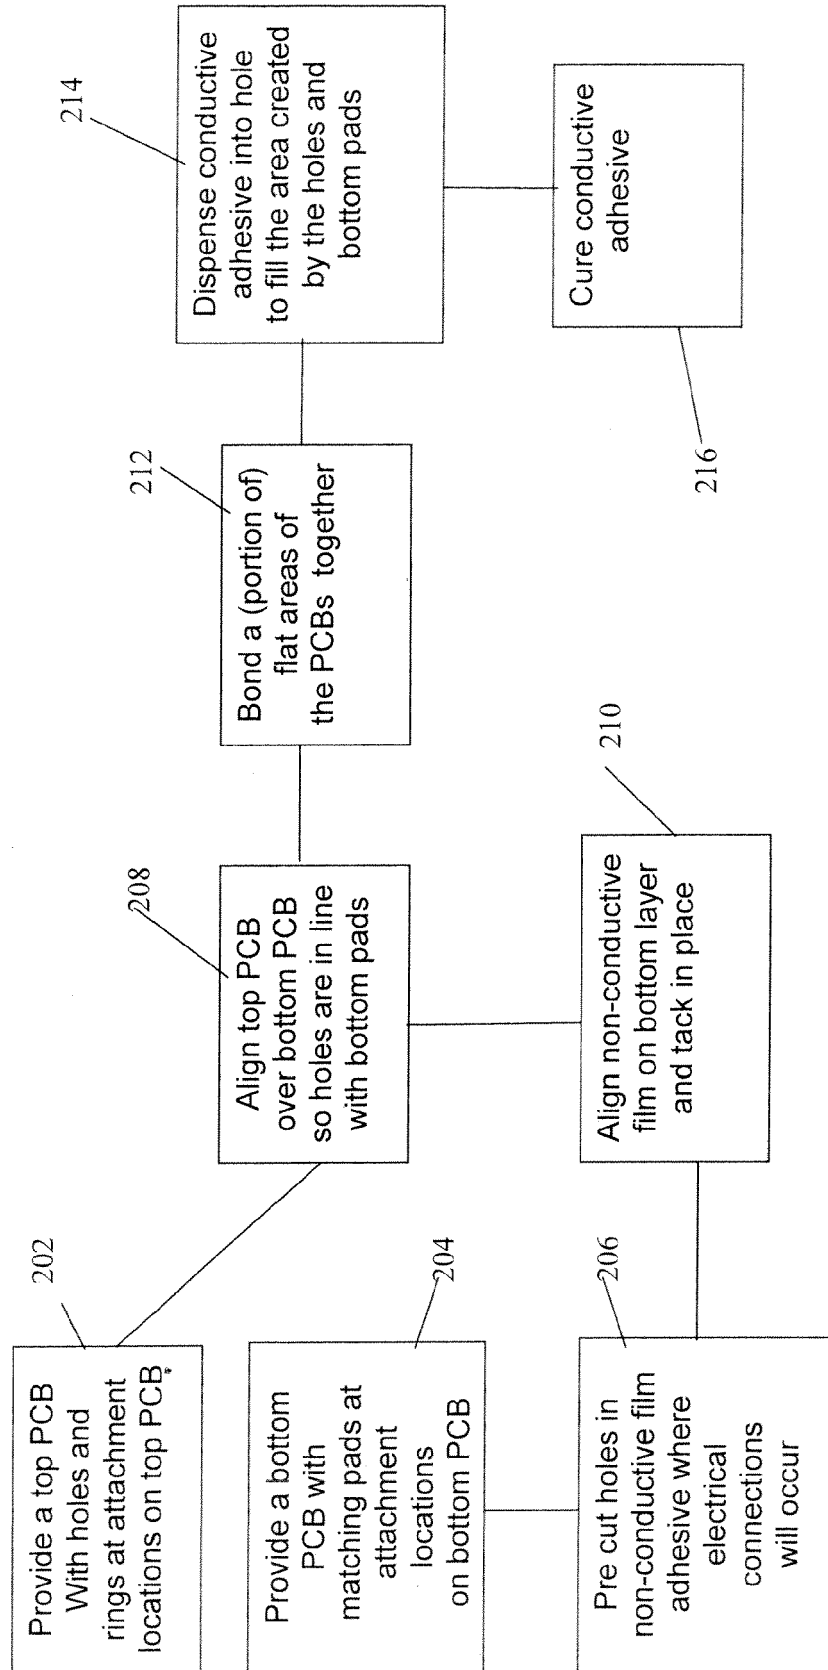 202
Provide a top PCB
With holes and
rings at attachment
locations on top PCB.
204
Provide a bottom
PCB with
matching pads at
attachment
locations
on bottom PCB
206
Pre cut holes in
non-conductive film
adhesive where
electrical
connections
will occur
208
Align top PCB
over bottom PCB
so holes are in line
with bottom pads
210
Align non-conductive
film on bottom layer
and tack in place
212
Bond a (portion of)
flat areas of
the PCBs together
214
Dispense conductive
adhesive into hole
to fill the area created
by the holes and
bottom pads
216
Cure conductive
adhesive